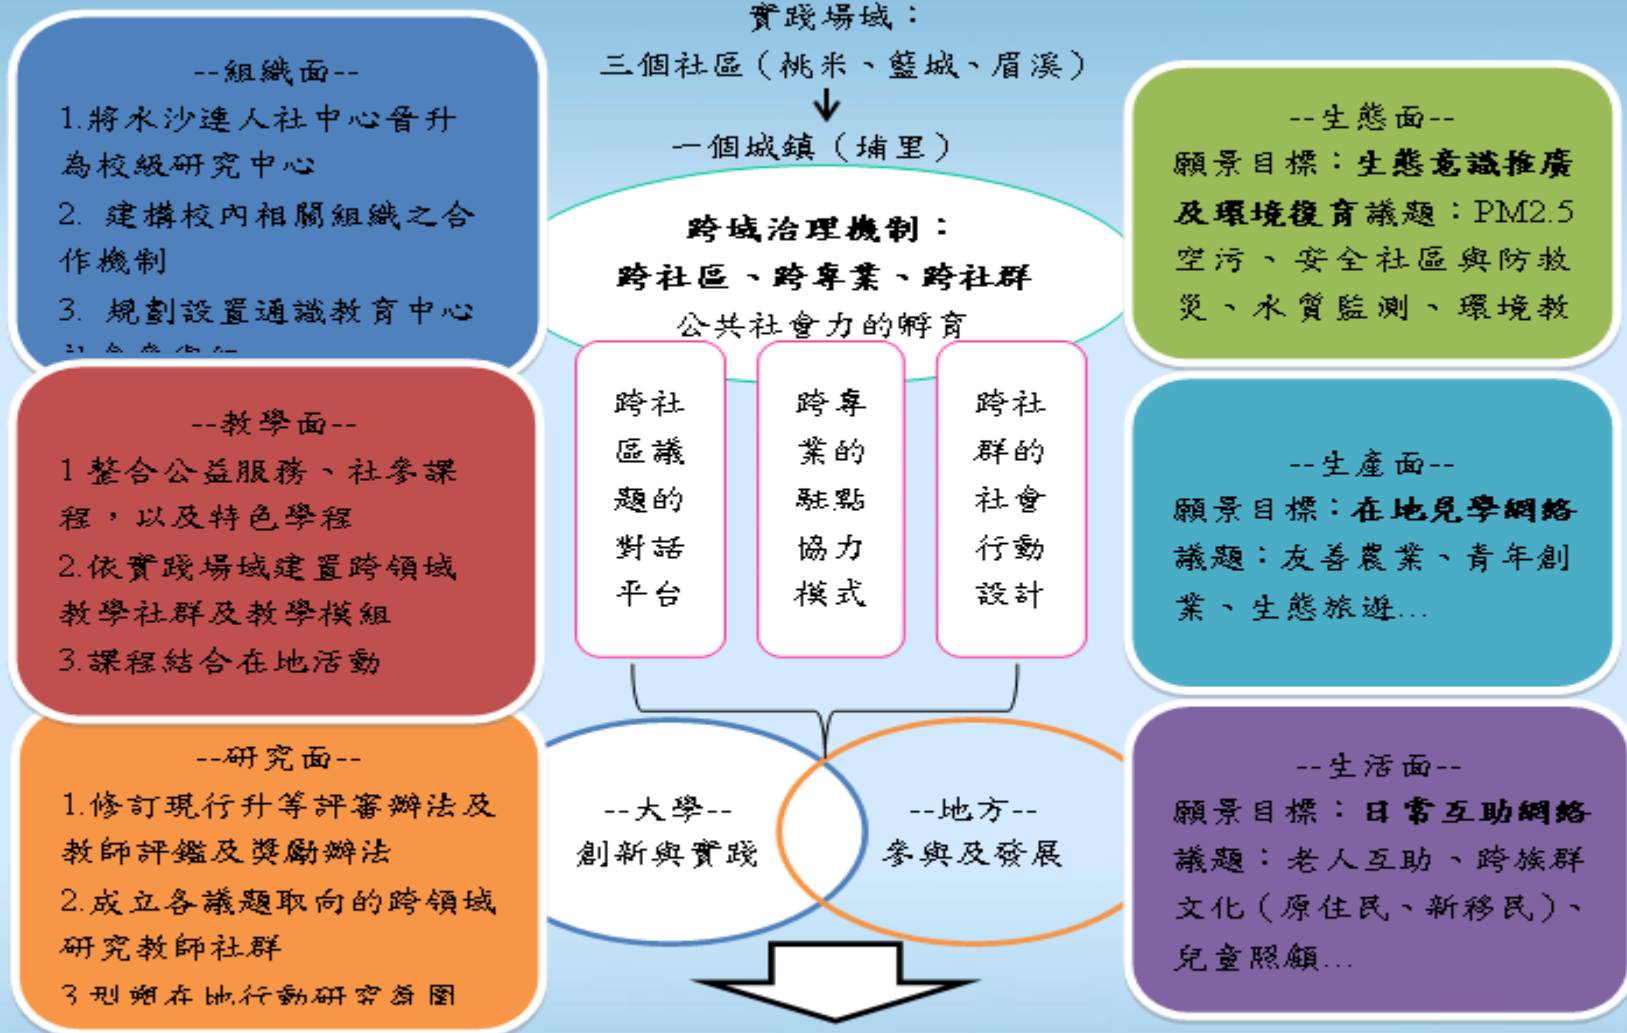 --組織面--
1.將水沙連人社中心晉升
為校級研究中心
2. 建構校內相關組織之合
作機制
3. 規劃設置通識教育中心
--教學面--
1 整合公益服務、社參課
程，以及特色學程
2.依實踐場域建置跨領域
教學社群及教學模組
3.課程結合在地活動
--研究面--
1.修訂現行升等評審辦法及
教師評鑑及獎勵辦法
2.成立各議題取向的跨領域
研究教師社群
3.型塑在地行動研究氛圍
實踐場域：
三個社區（桃米、籃城、眉溪）
一個城鎮（埔里）
跨域治理機制：
跨社區、跨專業、跨社群
公共社會力的孵育
跨社
區議
題的
對話
平台
跨專
業的
駐點
協力
模式
跨社
群的
社會
行動
設計
--大學--
創新與實踐
--地方--
參與及發展
--生態面--
願景目標：生態意識推廣
及環境復育議題：PM2.5
空污、安全社區與防救
災、水質監測、環境教
--生產面--
願景目標：在地見學網絡
議題：友善農業、青年創
業、生態旅遊...
--生活面--
願景目標：日常互助網絡
議題：老人互助、跨族群
文化（原住民、新移民）、
兒童照顧...